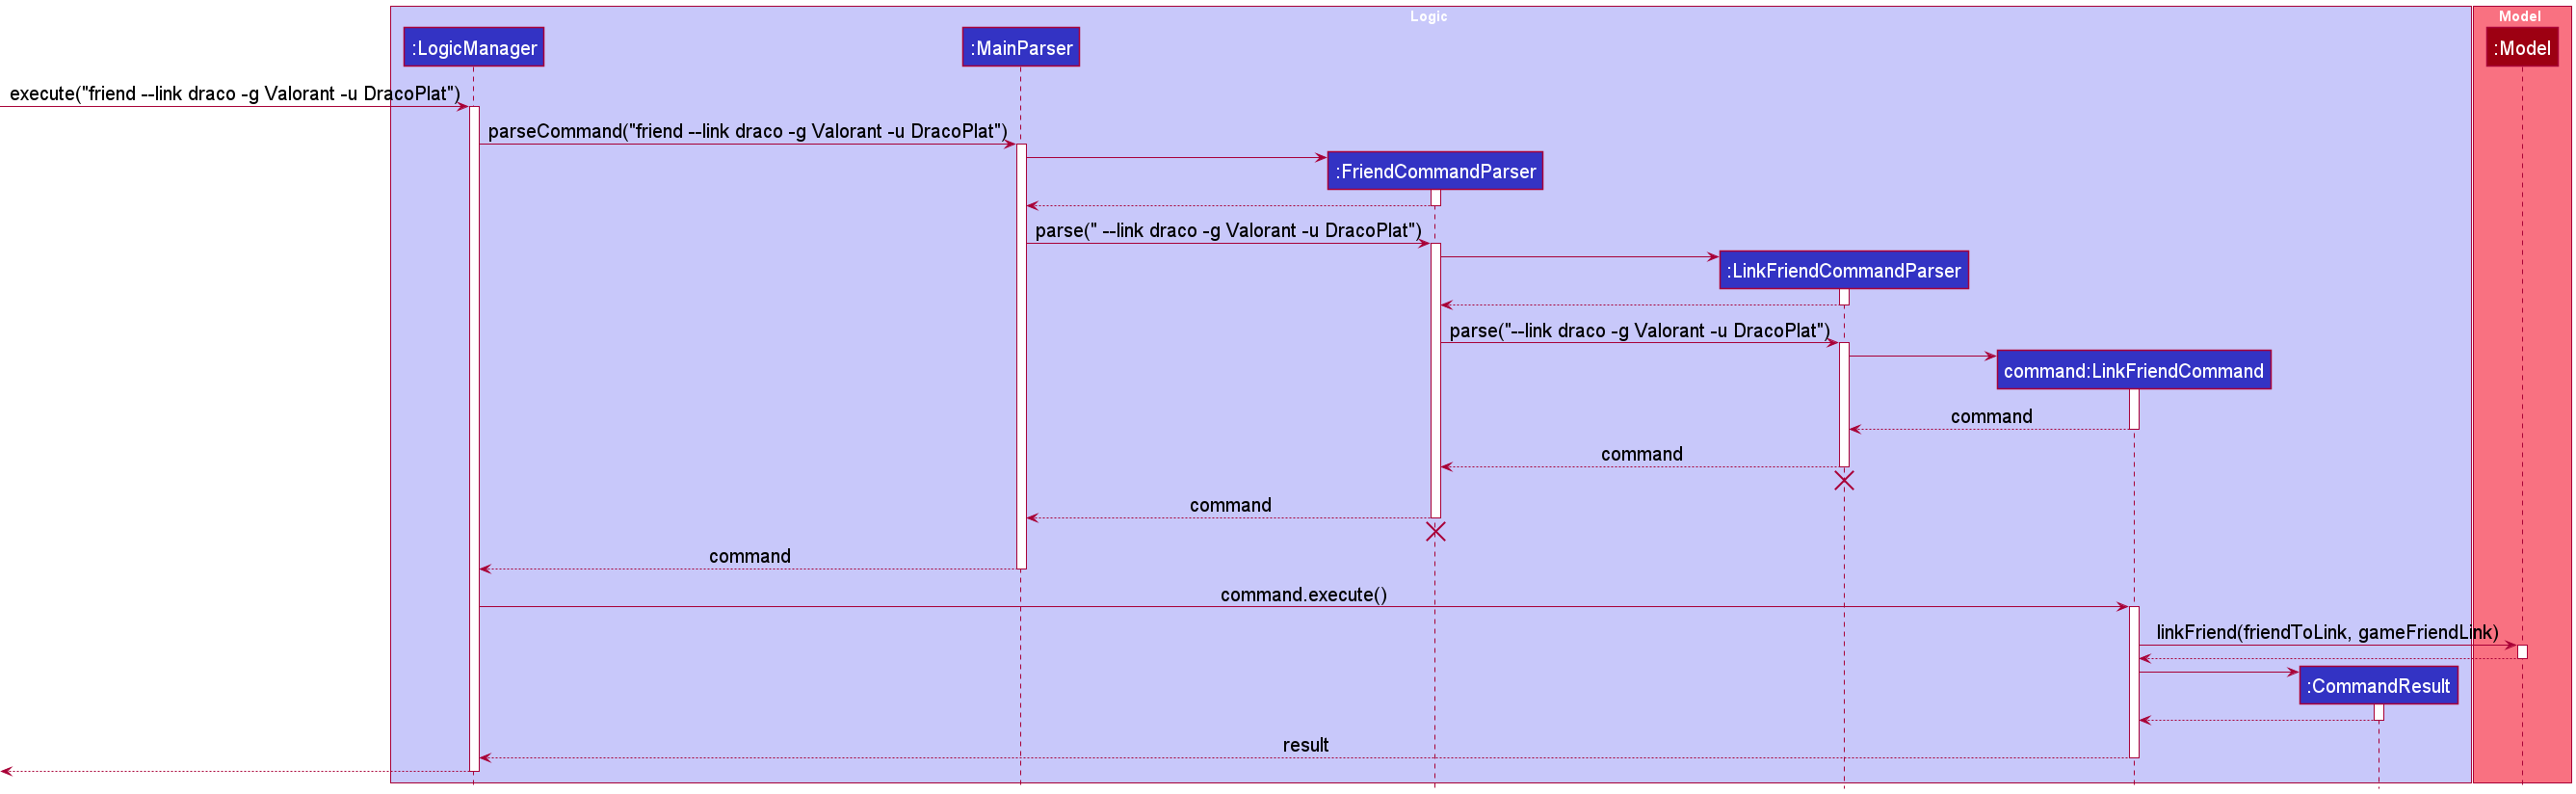 Logic
Model
:LogicManager
:MainParser
:Model
execute("friend --link draco -g Valorant -u DracoPlat")
parseCommand("friend --link draco -g Valorant -u DracoPlat")
:FriendCommandParser
parse(" --link draco -g Valorant -u DracoPlat")
:LinkFriendCommandParser
parse("--link draco -g Valorant -u DracoPlat")
command:LinkFriendCommand
command
command
command
command
command.execute()
linkFriend(friendToLink, gameFriendLink)
:CommandResult
result